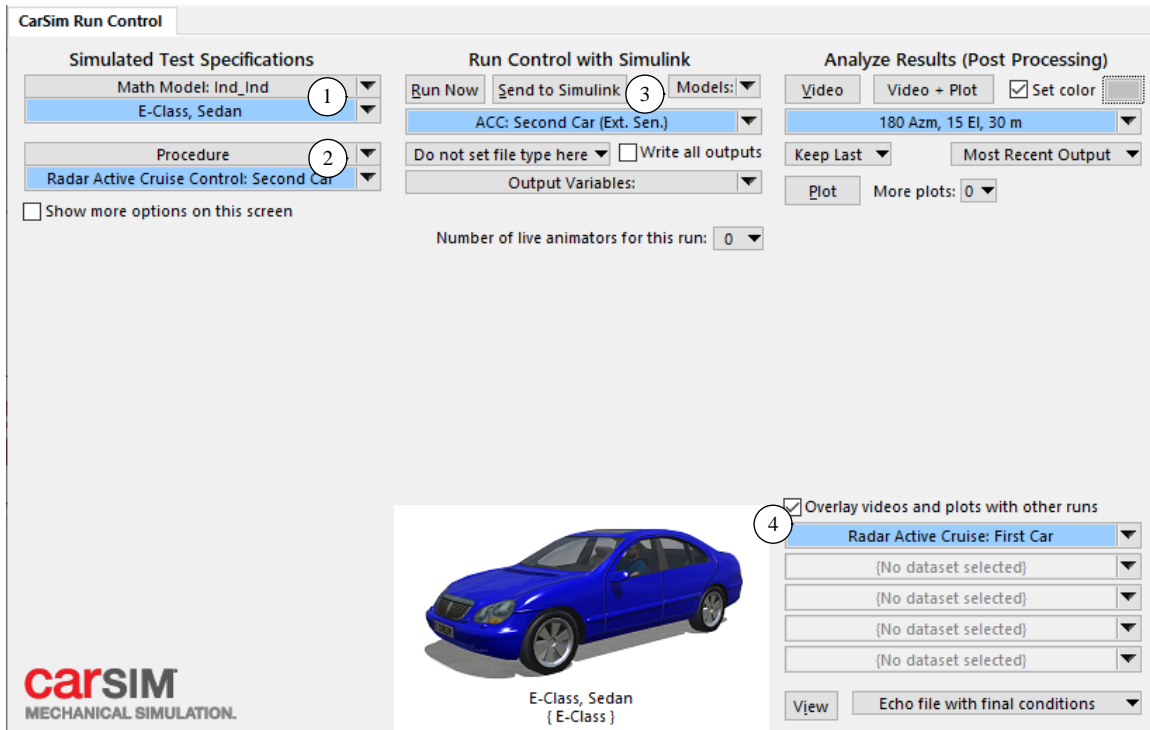 CarSim Run Control
Simulated Test Specifications
Math Model: Ind_Ind
1
E-Class, Sedan
Procedure
2
Radar Active Cruise Control: Second Car
Show more options on this screen
Run Control with Simulink
Run Now Send to Simulink 3 Models:
ACC: Second Car (Ext. Sen.)
Do not set file type here Write all outputs
Output Variables:
Number of live animators for this run: 0
Analyze Results (Post Processing)
Video Video + Plot Set color
180 Azm, 15 El, 30 m
Keep Last Most Recent Output
Plot More plots: 0
Overlay videos and plots with other runs
4
Radar Active Cruise: First Car
{No dataset selected}
{No dataset selected}
{No dataset selected}
{No dataset selected}
View Echo file with final conditions
E-Class, Sedan
{ E-Class }
carSIM
MECHANICAL SIMULATION.